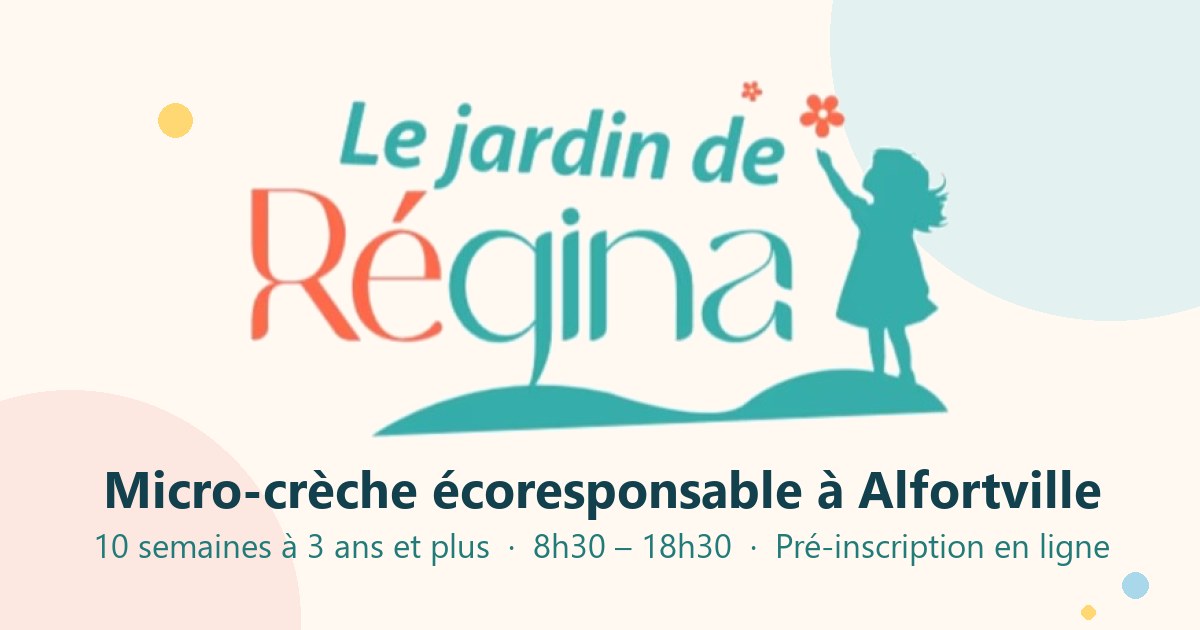 Le jardin de
Régina
Micro-crèche écoresponsable à Alfortville
10 semaines à 3 ans et plus · 8h30 – 18h30 · Pré-inscription en ligne